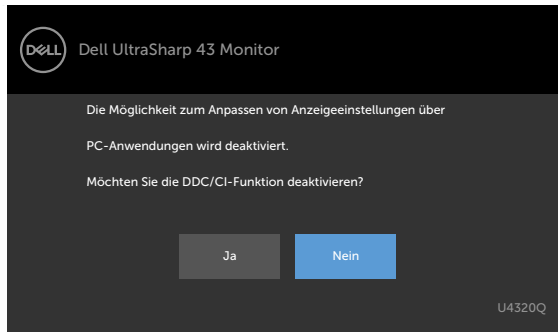 DELL Dell UltraSharp 43 Monitor
Die Möglichkeit zum Anpassen von Anzeigeeinstellungen über
PC-Anwendungen wird deaktiviert.
Möchten Sie die DDC/CI-Funktion deaktivieren?
Ja Nein
U4320Q